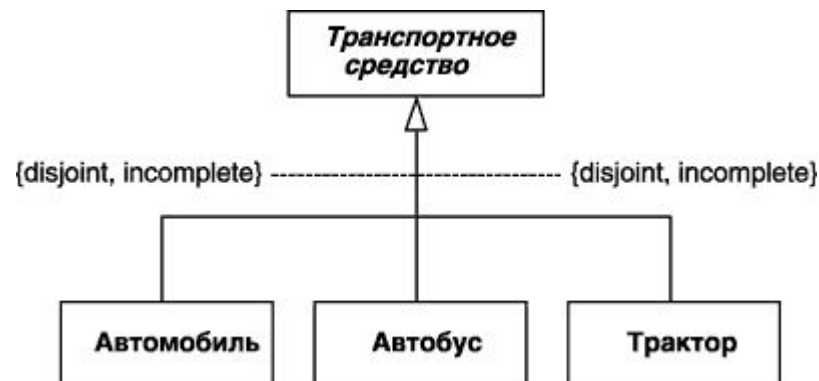 Транспортное
средство
{disjoint, incomplete} {disjoint, incomplete}
Автомобиль Автобус Трактор